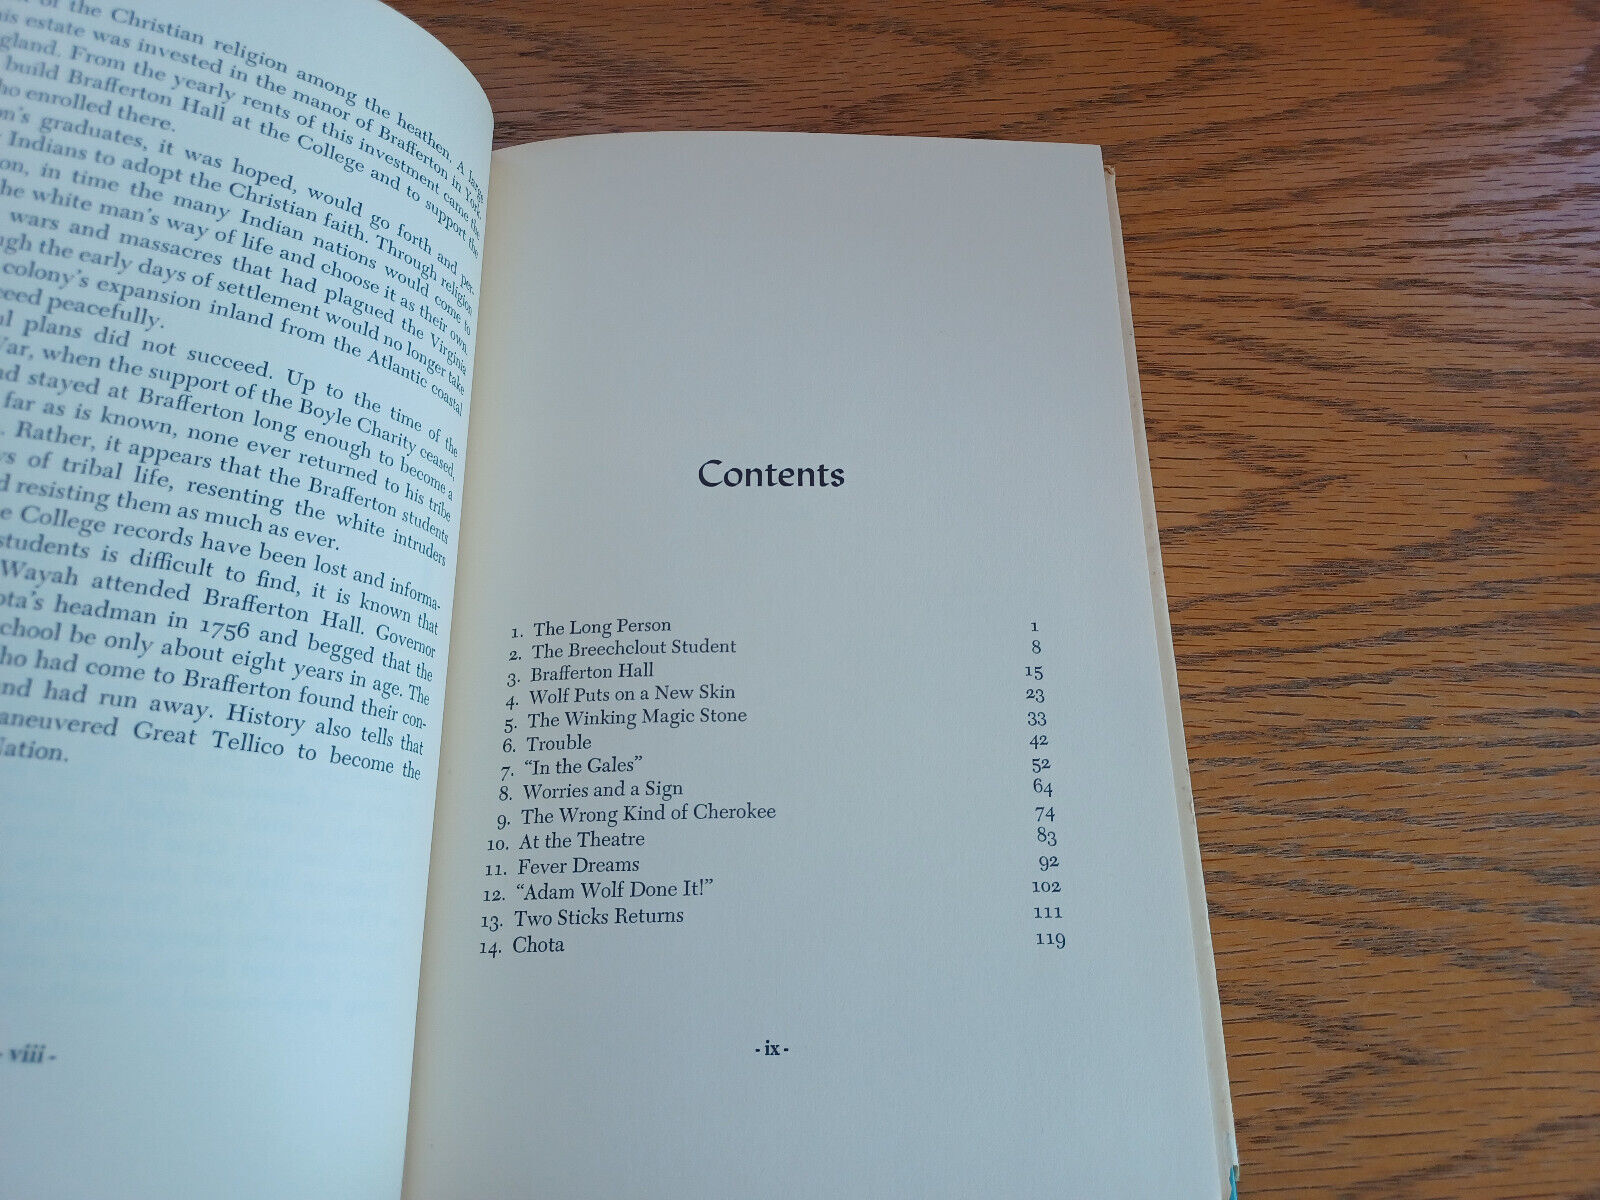 of the Christian religion among the heathen. A large
his estate was invested in the manor of Brafferton in York.
gland. From the yearly rents of this investment came the
build Brafferton Hall at the College and to support the
ho enrolled there.
on's graduates, it was hoped, would go forth and per-
Indians to adopt the Christian faith. Through religion
on, in time the many Indian nations would come to
he white man's way of life and choose it as their own.
wars and massacres that had plagued the Virginia
ugh the early days of settlement would no longer take
colony's expansion inland from the Atlantic coastal
ceed peacefully.
ul plans did not succeed. Up to the time of the
War, when the support of the Boyle Charity ceased,
nd stayed at Brafferton long enough to become a
far as is known, none ever returned to his tribe
. Rather, it appears that the Brafferton students
ys of tribal life, resenting the white intruders
d resisting them as much as ever.
e College records have been lost and informa-
students is difficult to find, it is known that
Wayah attended Brafferton Hall. Governor
ota's headman in 1756 and begged that the
chool be only about eight years in age. The
ho had come to Brafferton found their con-
nd had run away. History also tells that
aneuvered Great Tellico to become the
Nation.
- viii -
Contents
1. The Long Person 1
2. The Breechclout Student 8
3. Brafferton Hall 15
4. Wolf Puts on a New Skin 23
5. The Winking Magic Stone 33
6. Trouble 42
7. "In the Gales" 52
8. Worries and a Sign 64
9. The Wrong Kind of Cherokee 74
10. At the Theatre 83
11. Fever Dreams 92
12. "Adam Wolf Done It!" 102
13. Two Sticks Returns 111
14. Chota 119
- ix -